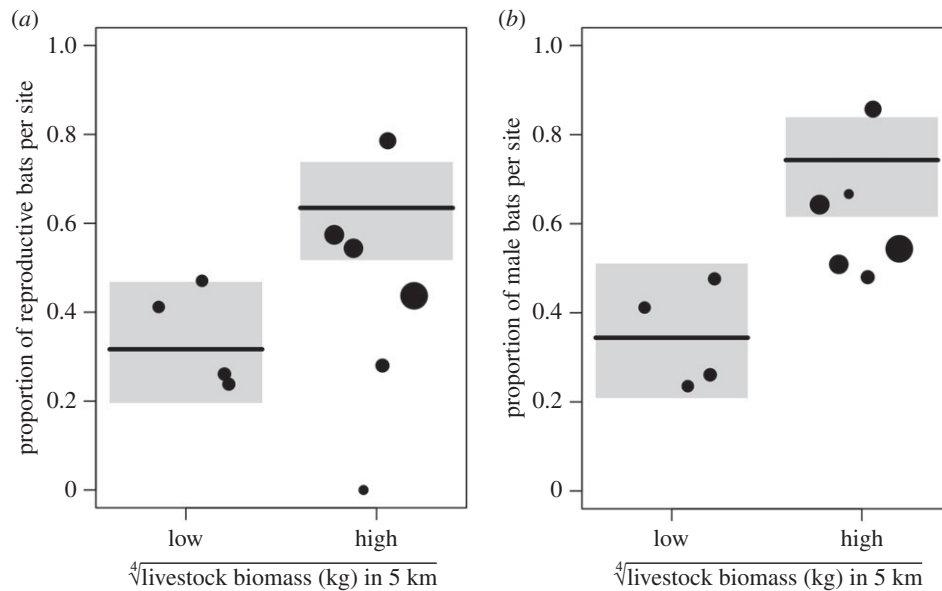 (a)
1.0
0.8
0.6
0.4
0.2
0
proportion of reproductive bats per site
low high
∜livestock biomass (kg) in 5 km
(b)
1.0
0.8
0.6
0.4
0.2
0
proportion of male bats per site
low high
∜livestock biomass (kg) in 5 km